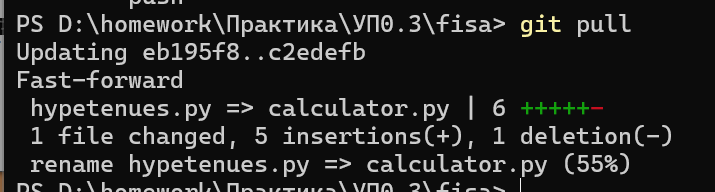 push
PS D:\homework\Практика\УП0.3\fisa> git pull
Updating eb195f8..c2edefb
Fast-forward
 hypetenues.py => calculator.py | 6 +++++-
 1 file changed, 5 insertions(+), 1 deletion(-)
 rename hypetenues.py => calculator.py (55%)
PS D:\homework\Практика\УП0.3\fisa>